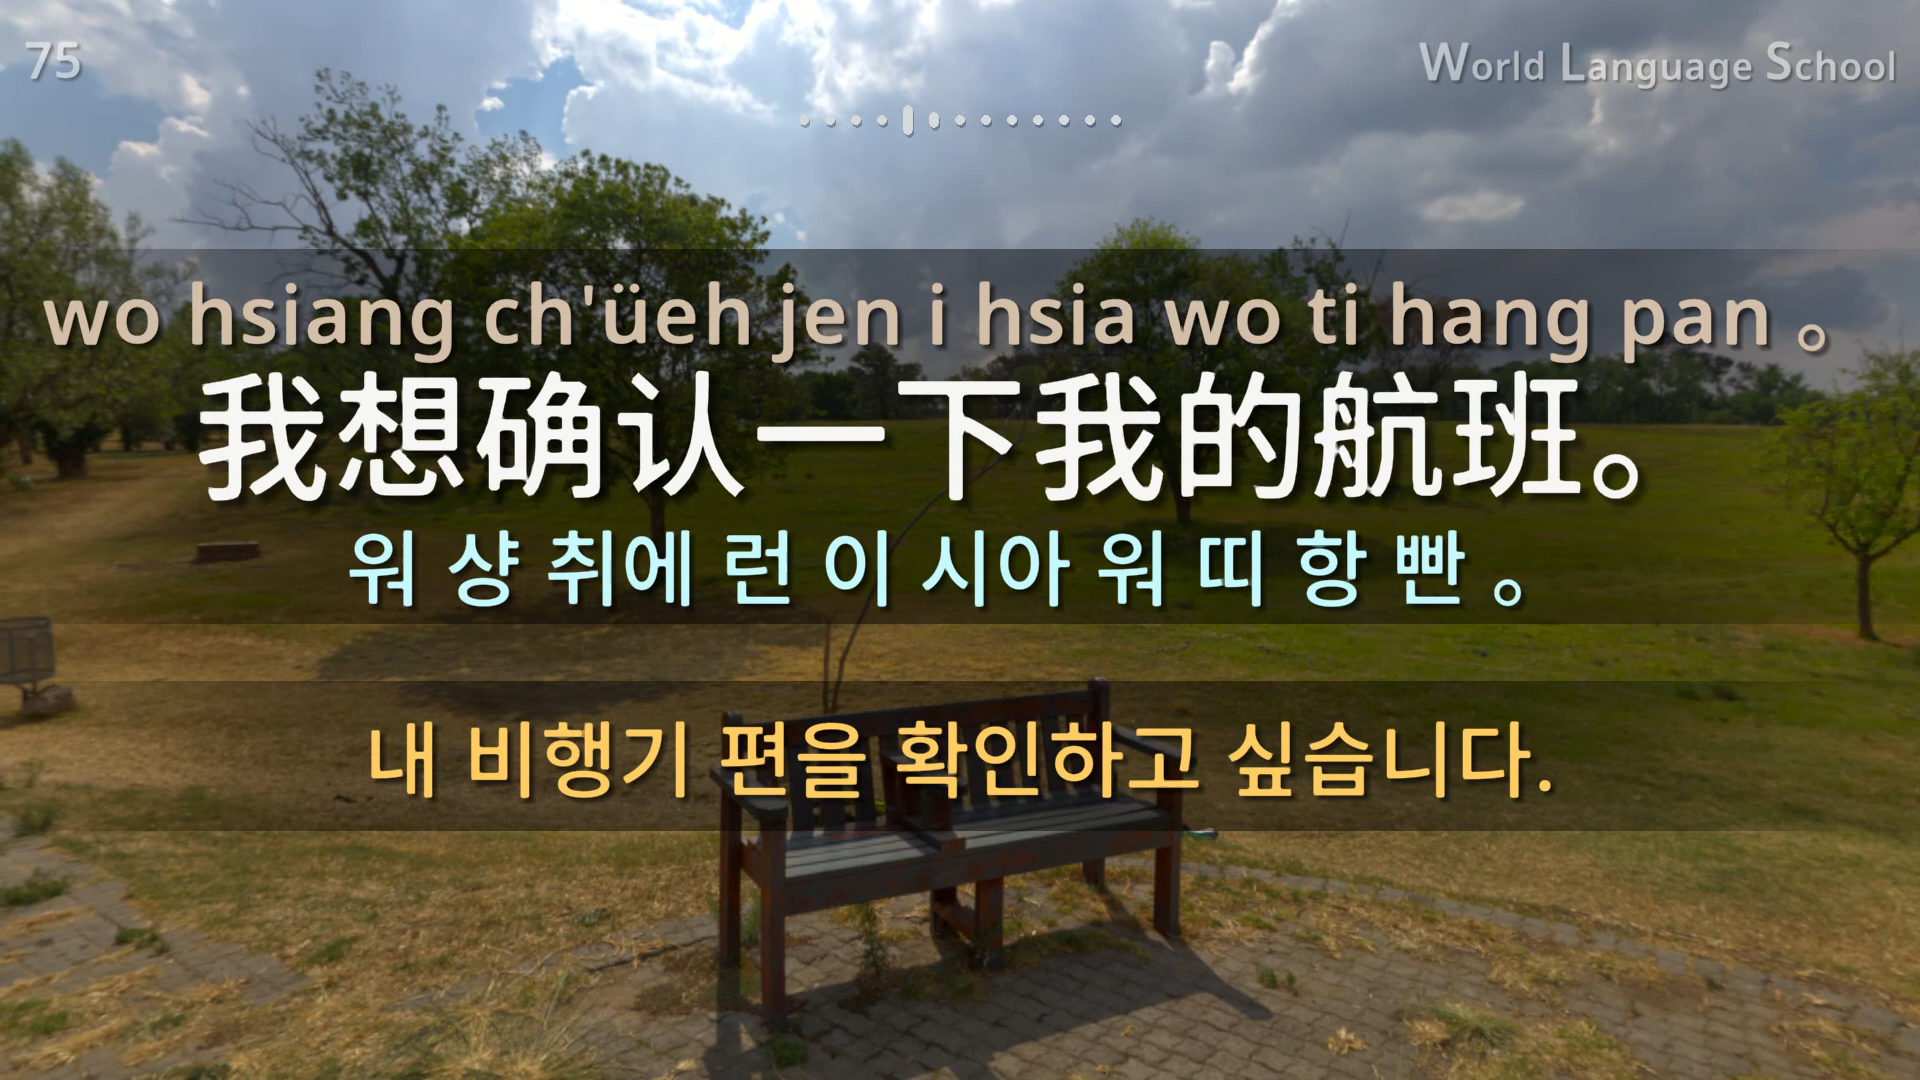 75
World Language School
wo hsiang ch'üeh jen i hsia wo ti hang pan 。
我想确认一下我的航班。
워 샹 취에 런 이 시아 워 띠 항 빤 。
내 비행기 편을 확인하고 싶습니다.